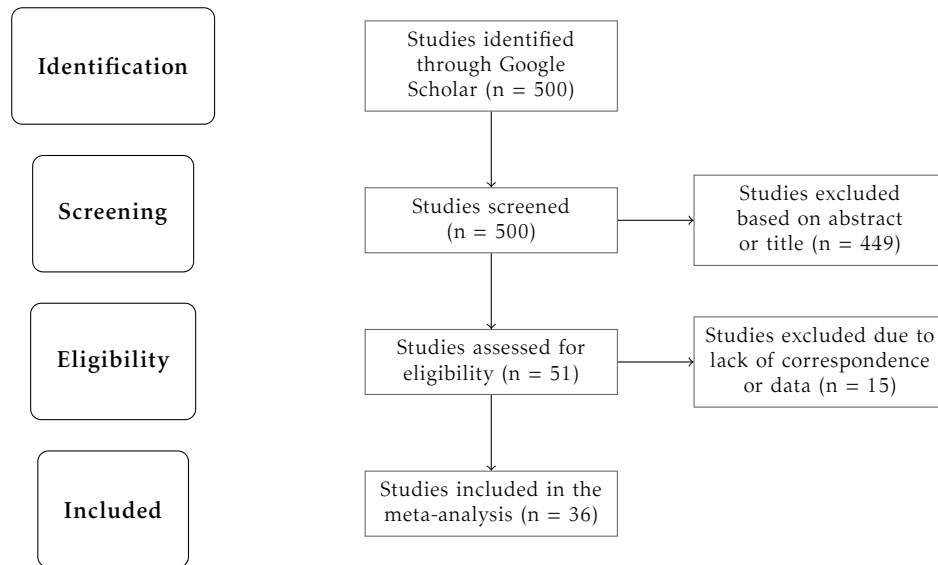 Identification
Studies identified
through Google
Scholar (n = 500)
Screening
Studies screened
(n = 500)
Studies excluded
based on abstract
or title (n = 449)
Eligibility
Studies assessed for
eligibility (n = 51)
Studies excluded due to
lack of correspondence
or data (n = 15)
Included
Studies included in the
meta-analysis (n = 36)